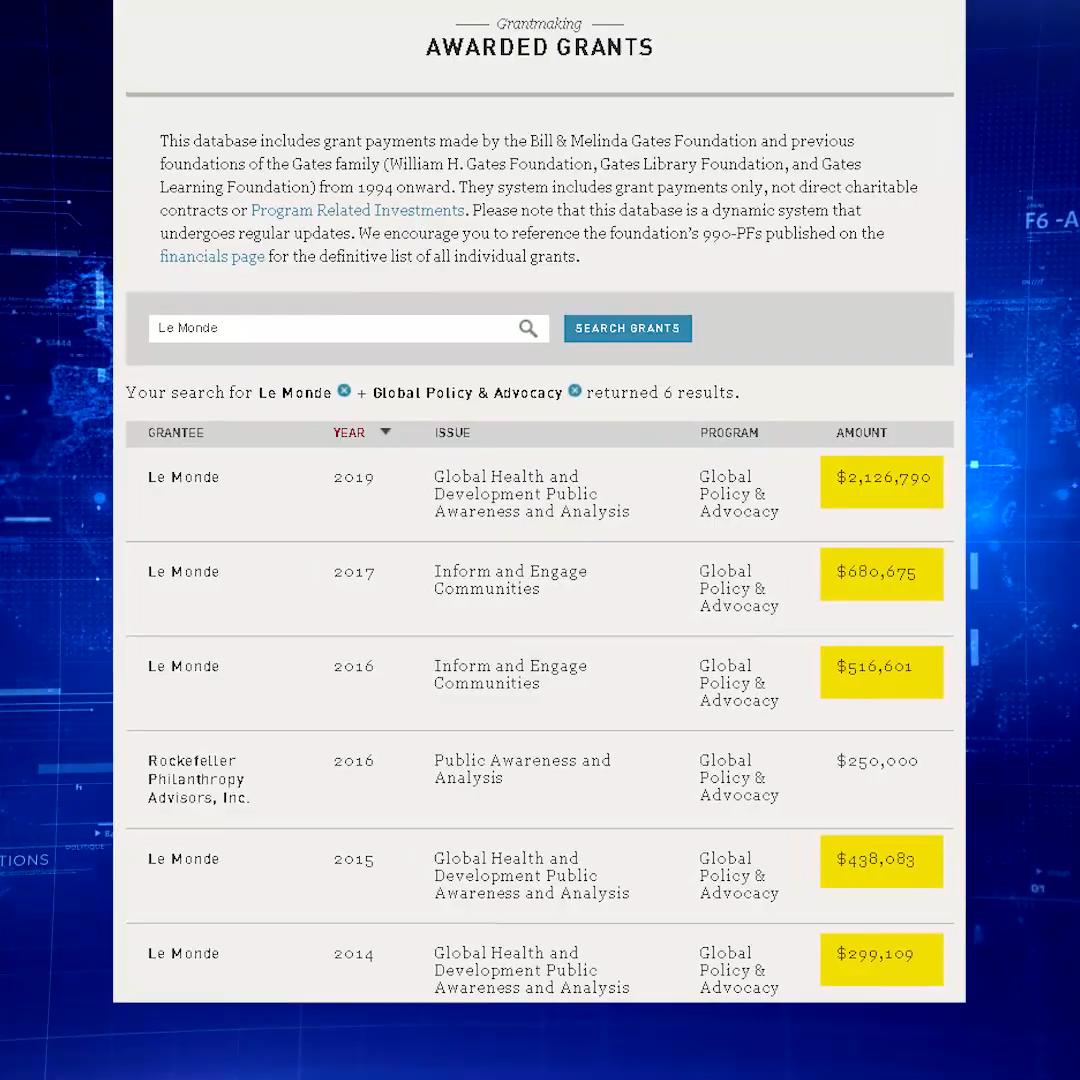 Grantmaking
AWARDED GRANTS
This database includes grant payments made by the Bill & Melinda Gates Foundation and previous
foundations of the Gates family (William H. Gates Foundation, Gates Library Foundation, and Gates
Learning Foundation) from 1994 onward. They system includes grant payments only, not direct charitable
contracts or Program Related Investments. Please note that this database is a dynamic system that
undergoes regular updates. We encourage you to reference the foundation's 990-PFs published on the
financials page for the definitive list of all individual grants.
Le Monde
SEARCH GRANTS
Your search for Le Monde + Global Policy & Advocacy returned 6 results.
GRANTEE YEAR ISSUE PROGRAM AMOUNT
Le Monde 2019 Global Health and Global $2,126,790
Development Public Policy &
Awareness and Analysis Advocacy
Le Monde 2017 Inform and Engage Global $680,675
Communities Policy &
Advocacy
Le Monde 2016 Inform and Engage Global $516,601
Communities Policy &
Advocacy
Rockefeller 2016 Public Awareness and Global $250,000
Philanthropy Analysis Policy &
Advisors, Inc. Advocacy
Le Monde 2015 Global Health and Global $438,083
Development Public Policy &
Awareness and Analysis Advocacy
Le Monde 2014 Global Health and Global $299,109
Development Public Policy &
Awareness and Analysis Advocacy
F6 -A
POLITIQUE
TIONS